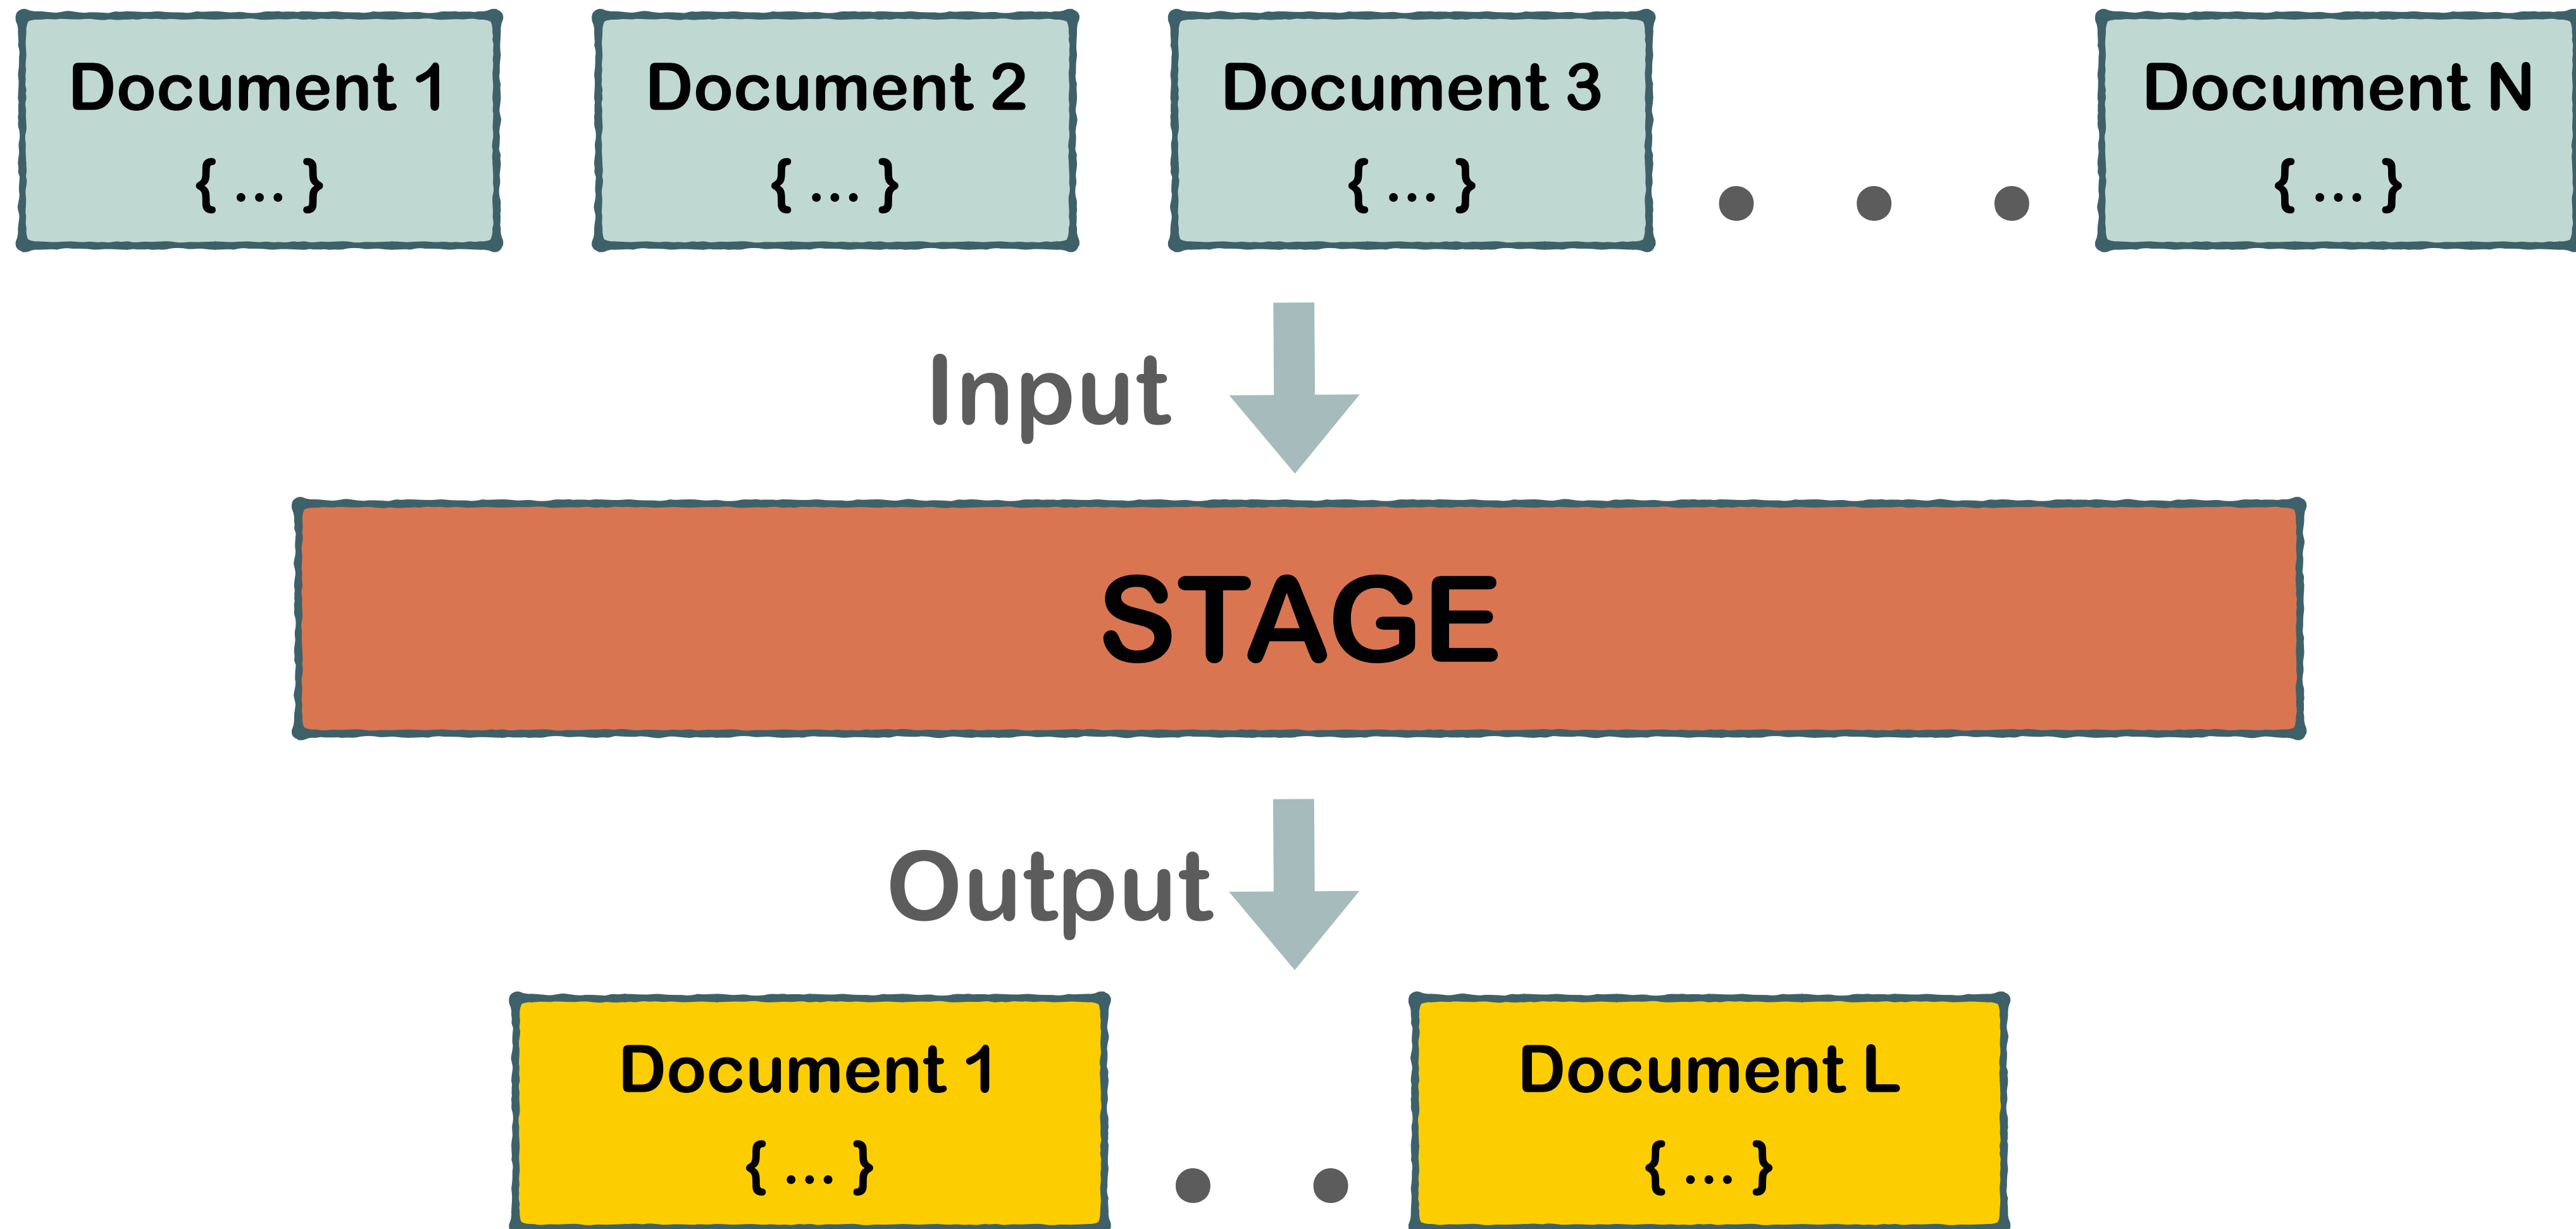 Document 1
{ ... }
Document 2
{ ... }
Document 3
{ ... }
Document N
{ ... }
Input
STAGE
Output
Document 1
{ ... }
Document L
{ ... }